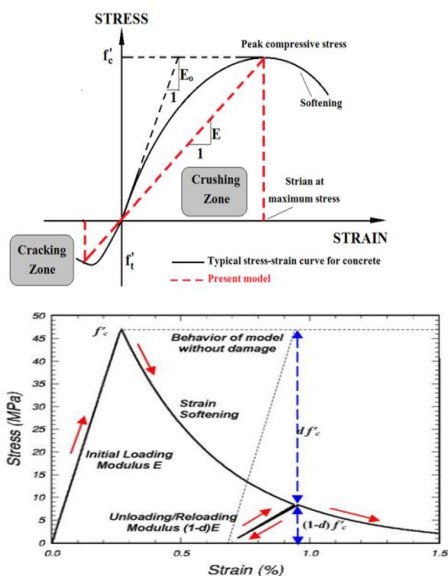 STRESS
f'c
Peak compressive stress
Eo
1
Softening
E
1
Crushing
Zone
Strian at
maximum stress
STRAIN
Cracking
Zone
f't
Typical stress-strain curve for concrete
Present model
50
45
40
35
30
25
20
15
10
5
0
Stress (MPa)
f'c
Behavior of model
without damage
Strain
Softening
d f'c
Initial Loading
Modulus E
Unloading/Reloading
Modulus (1-d)E
(1-d) f'c
0.0
0.5
1.0
1.5
Strain (%)